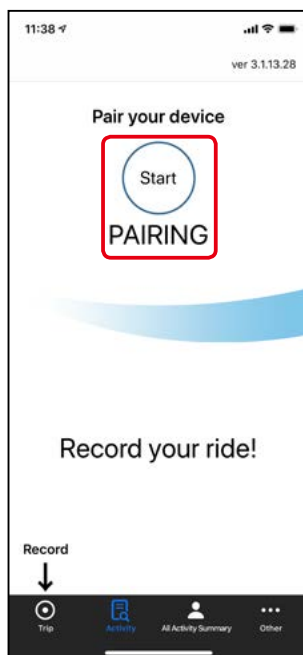 11:38
ver 3.1.13.28
Pair your device
Start
PAIRING
Record your ride!
Record
Trip
Activity
All Activity Summary
Other